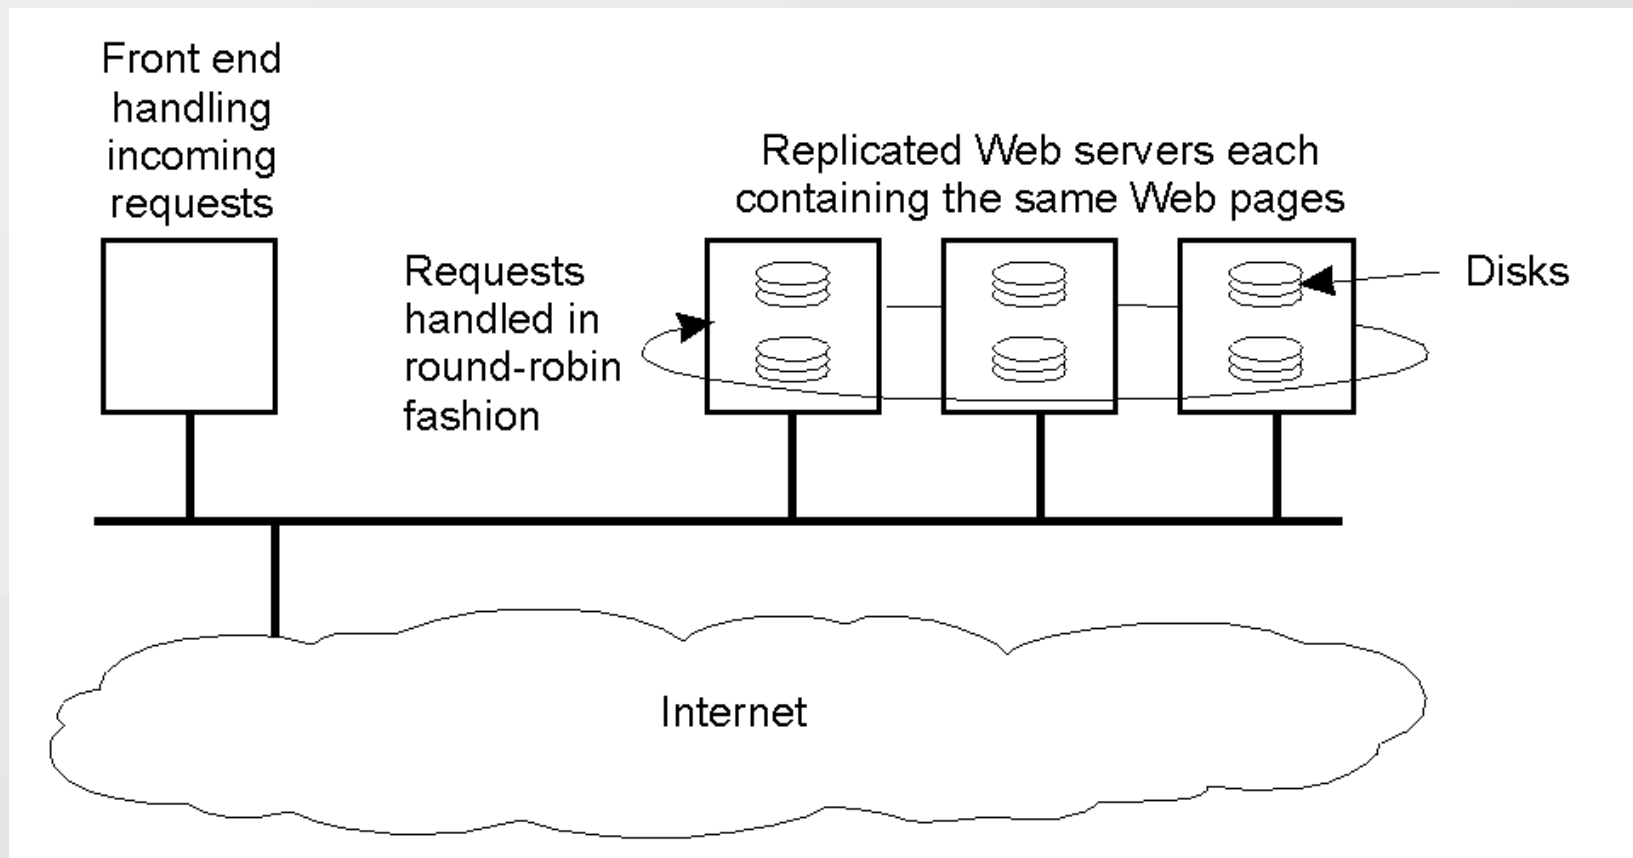 Front end
handling
incoming
requests
Replicated Web servers each
containing the same Web pages
Requests
handled in
round-robin
fashion
Disks
Internet